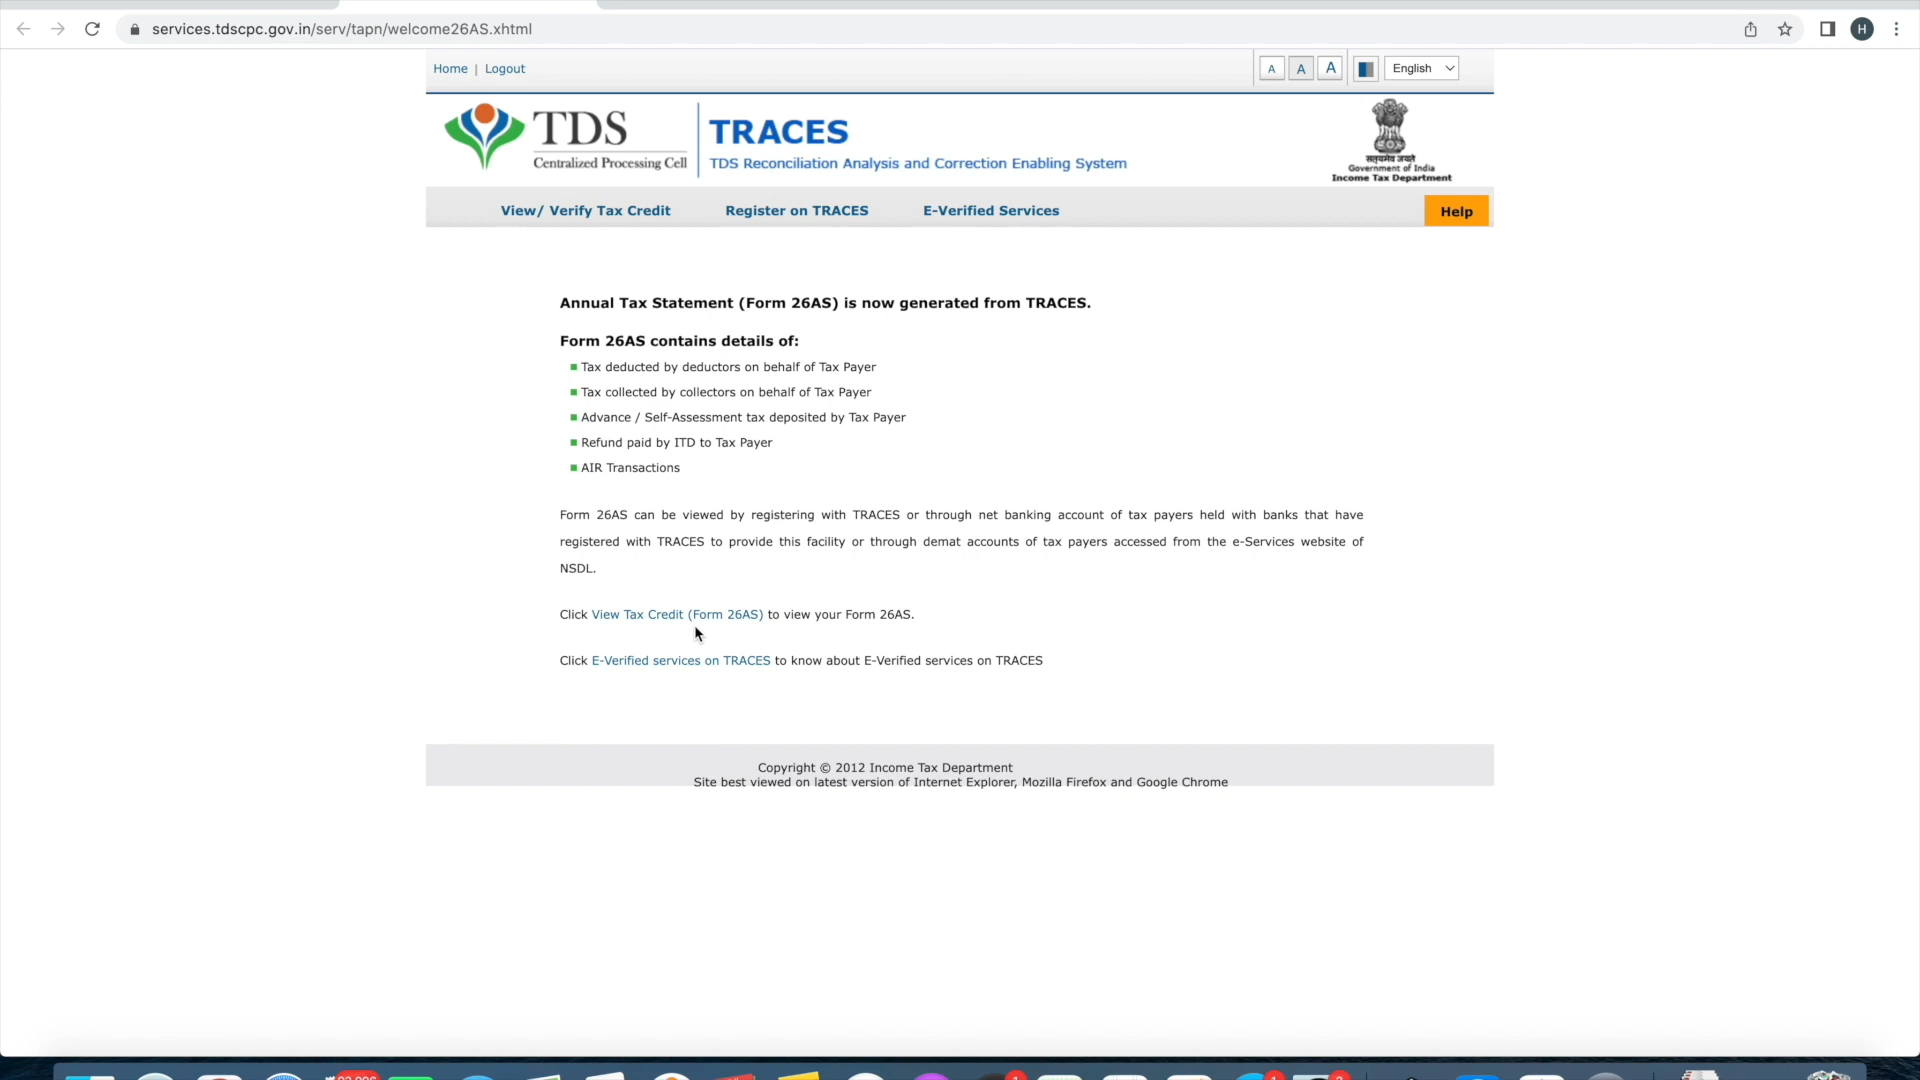 services.tdscpc.gov.in/serv/tapn/welcome26AS.xhtml
H
Home | Logout
A A A English
TDS
Centralized Processing Cell
TRACES
TDS Reconciliation Analysis and Correction Enabling System
सत्यमेव जयते
Government of India
Income Tax Department
View/ Verify Tax Credit Register on TRACES E-Verified Services Help
Annual Tax Statement (Form 26AS) is now generated from TRACES.
Form 26AS contains details of:
Tax deducted by deductors on behalf of Tax Payer
Tax collected by collectors on behalf of Tax Payer
Advance / Self-Assessment tax deposited by Tax Payer
Refund paid by ITD to Tax Payer
AIR Transactions
Form 26AS can be viewed by registering with TRACES or through net banking account of tax payers held with banks that have
registered with TRACES to provide this facility or through demat accounts of tax payers accessed from the e-Services website of
NSDL.
Click View Tax Credit (Form 26AS) to view your Form 26AS.
Click E-Verified services on TRACES to know about E-Verified services on TRACES
Copyright © 2012 Income Tax Department
Site best viewed on latest version of Internet Explorer, Mozilla Firefox and Google Chrome